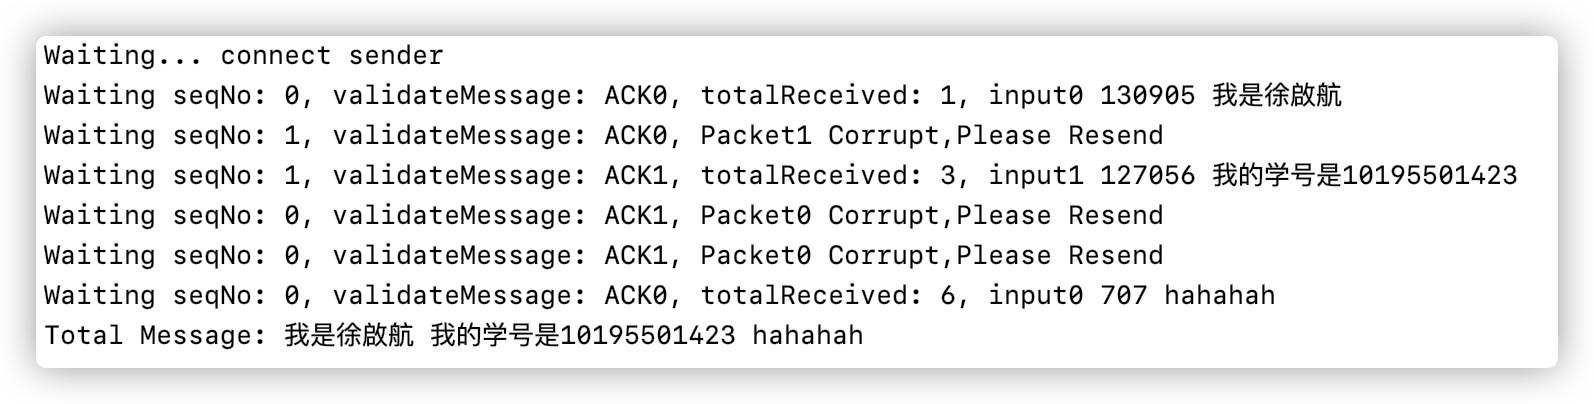 Waiting... connect sender
Waiting seqNo: 0, validateMessage: ACK0, totalReceived: 1, input0 130905 我是徐啟航
Waiting seqNo: 1, validateMessage: ACK0, Packet1 Corrupt,Please Resend
Waiting seqNo: 1, validateMessage: ACK1, totalReceived: 3, input1 127056 我的学号是10195501423
Waiting seqNo: 0, validateMessage: ACK1, Packet0 Corrupt,Please Resend
Waiting seqNo: 0, validateMessage: ACK1, Packet0 Corrupt,Please Resend
Waiting seqNo: 0, validateMessage: ACK0, totalReceived: 6, input0 707 hahahah
Total Message: 我是徐啟航 我的学号是10195501423 hahahah